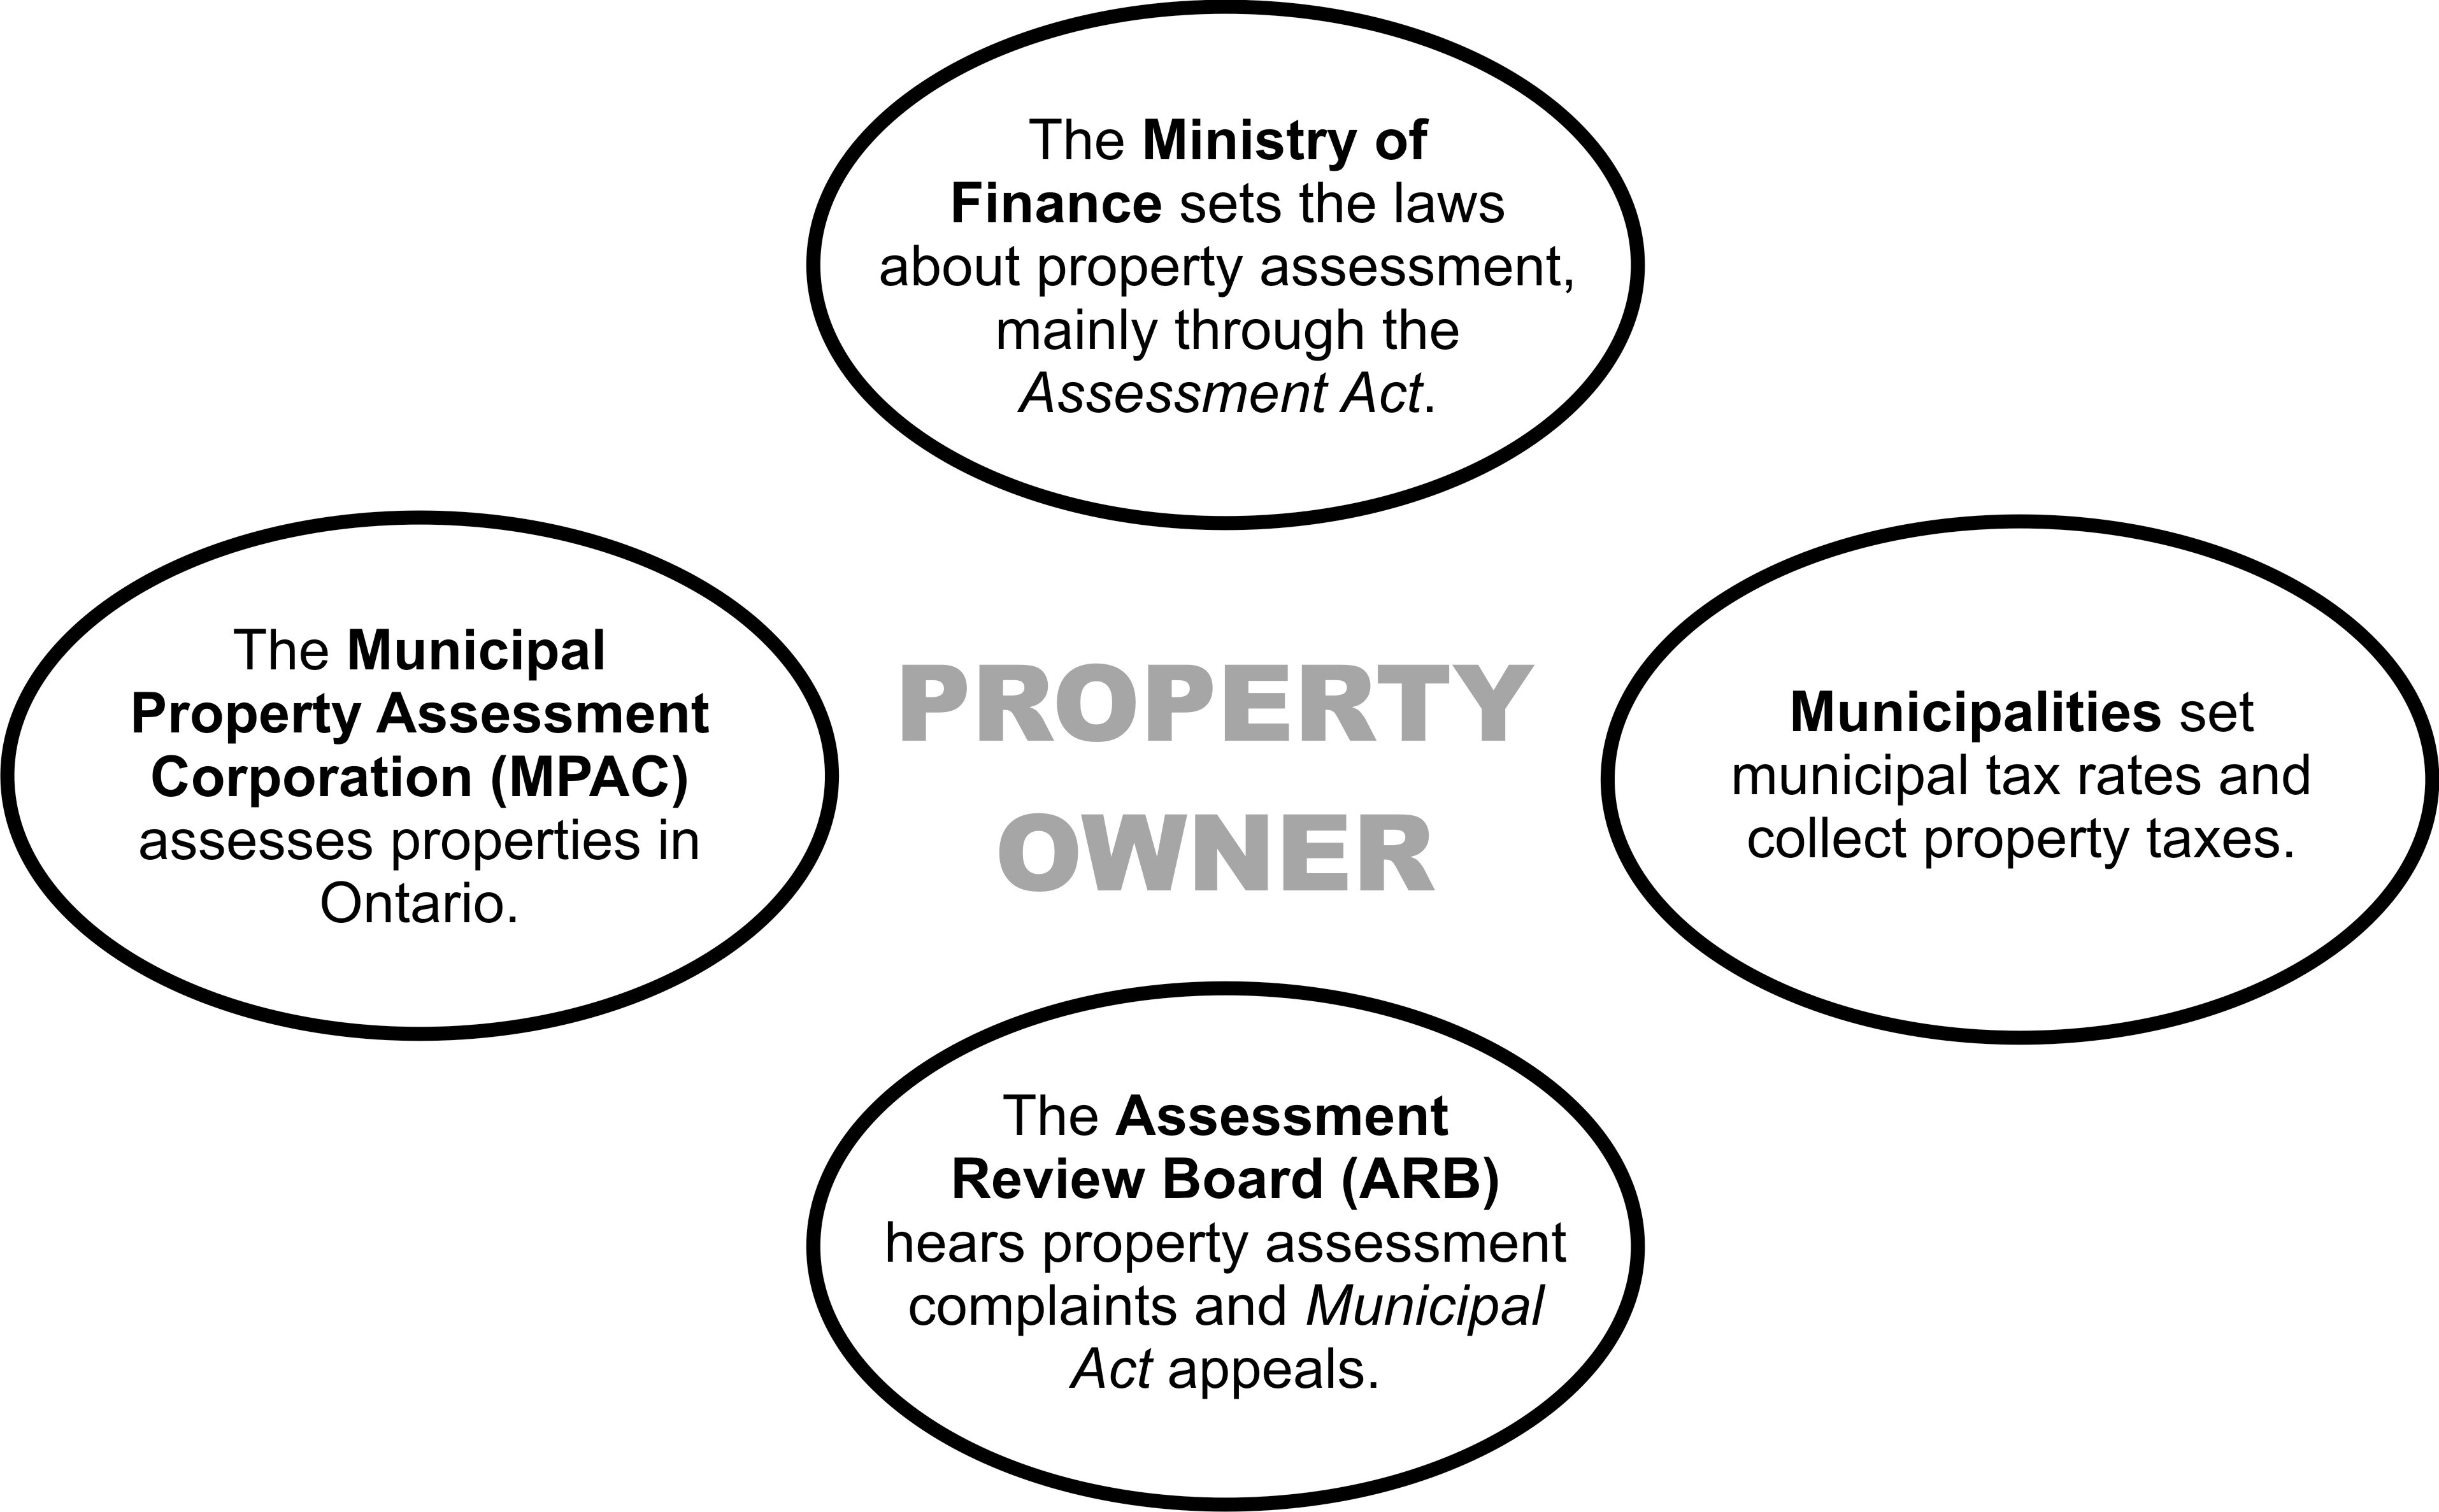 The Ministry of
Finance sets the laws
about property assessment,
mainly through the
Assessment Act.
The Municipal
Property Assessment
Corporation (MPAC)
assesses properties in
Ontario.
PROPERTY
OWNER
Municipalities set
municipal tax rates and
collect property taxes.
The Assessment
Review Board (ARB)
hears property assessment
complaints and Municipal
Act appeals.